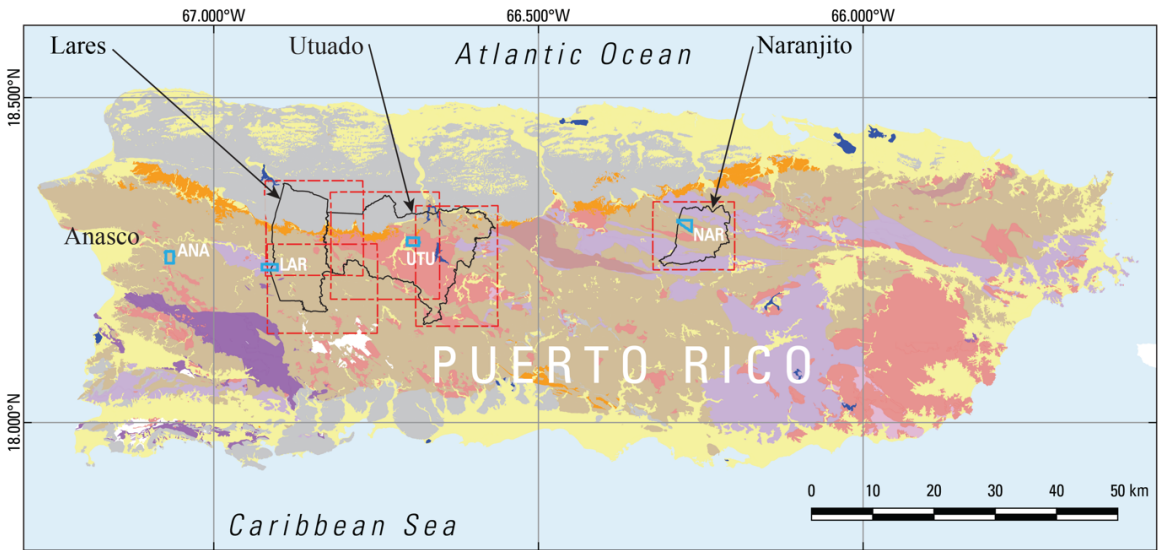 67.000°W
66.500°W
66.000°W
Lares
Utuado
Naranjito
Atlantic Ocean
18.500°N
Anasco
ANA
LAR
UTU
NAR
PUERTO RICO
18.000°N
0 10 20 30 40 50 km
Caribbean Sea